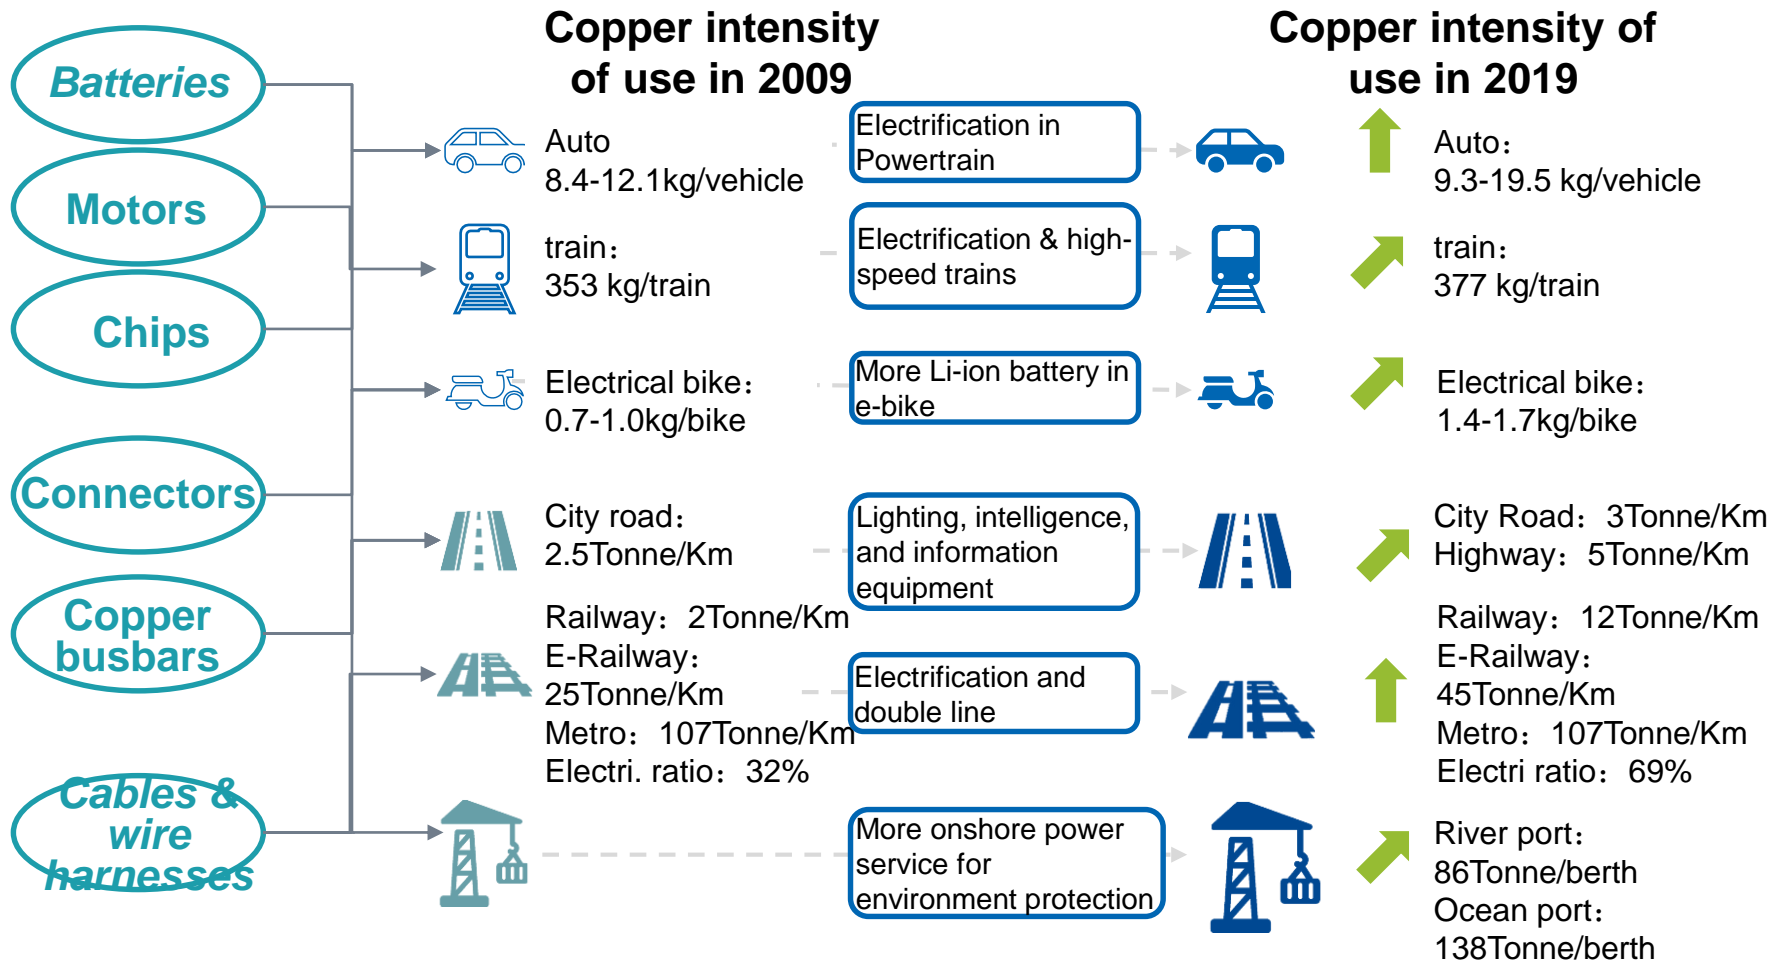 Copper intensity
of use in 2009
Copper intensity of
use in 2019
Batteries
Motors
Chips
Connectors
Copper
busbars
Cables &
wire
harnesses
Auto
8.4-12.1kg/vehicle
Electrification in
Powertrain
Auto：
9.3-19.5 kg/vehicle
train：
353 kg/train
Electrification & high-
speed trains
train：
377 kg/train
Electrical bike：
0.7-1.0kg/bike
More Li-ion battery in
e-bike
Electrical bike：
1.4-1.7kg/bike
City road：
2.5Tonne/Km
Lighting, intelligence,
and information
equipment
City Road：3Tonne/Km
Highway：5Tonne/Km
Railway：2Tonne/Km
E-Railway：
25Tonne/Km
Metro：107Tonne/Km
Electri. ratio：32%
Electrification and
double line
Railway：12Tonne/Km
E-Railway：
45Tonne/Km
Metro：107Tonne/Km
Electri ratio：69%
More onshore power
service for
environment protection
River port：
86Tonne/berth
Ocean port：
138Tonne/berth